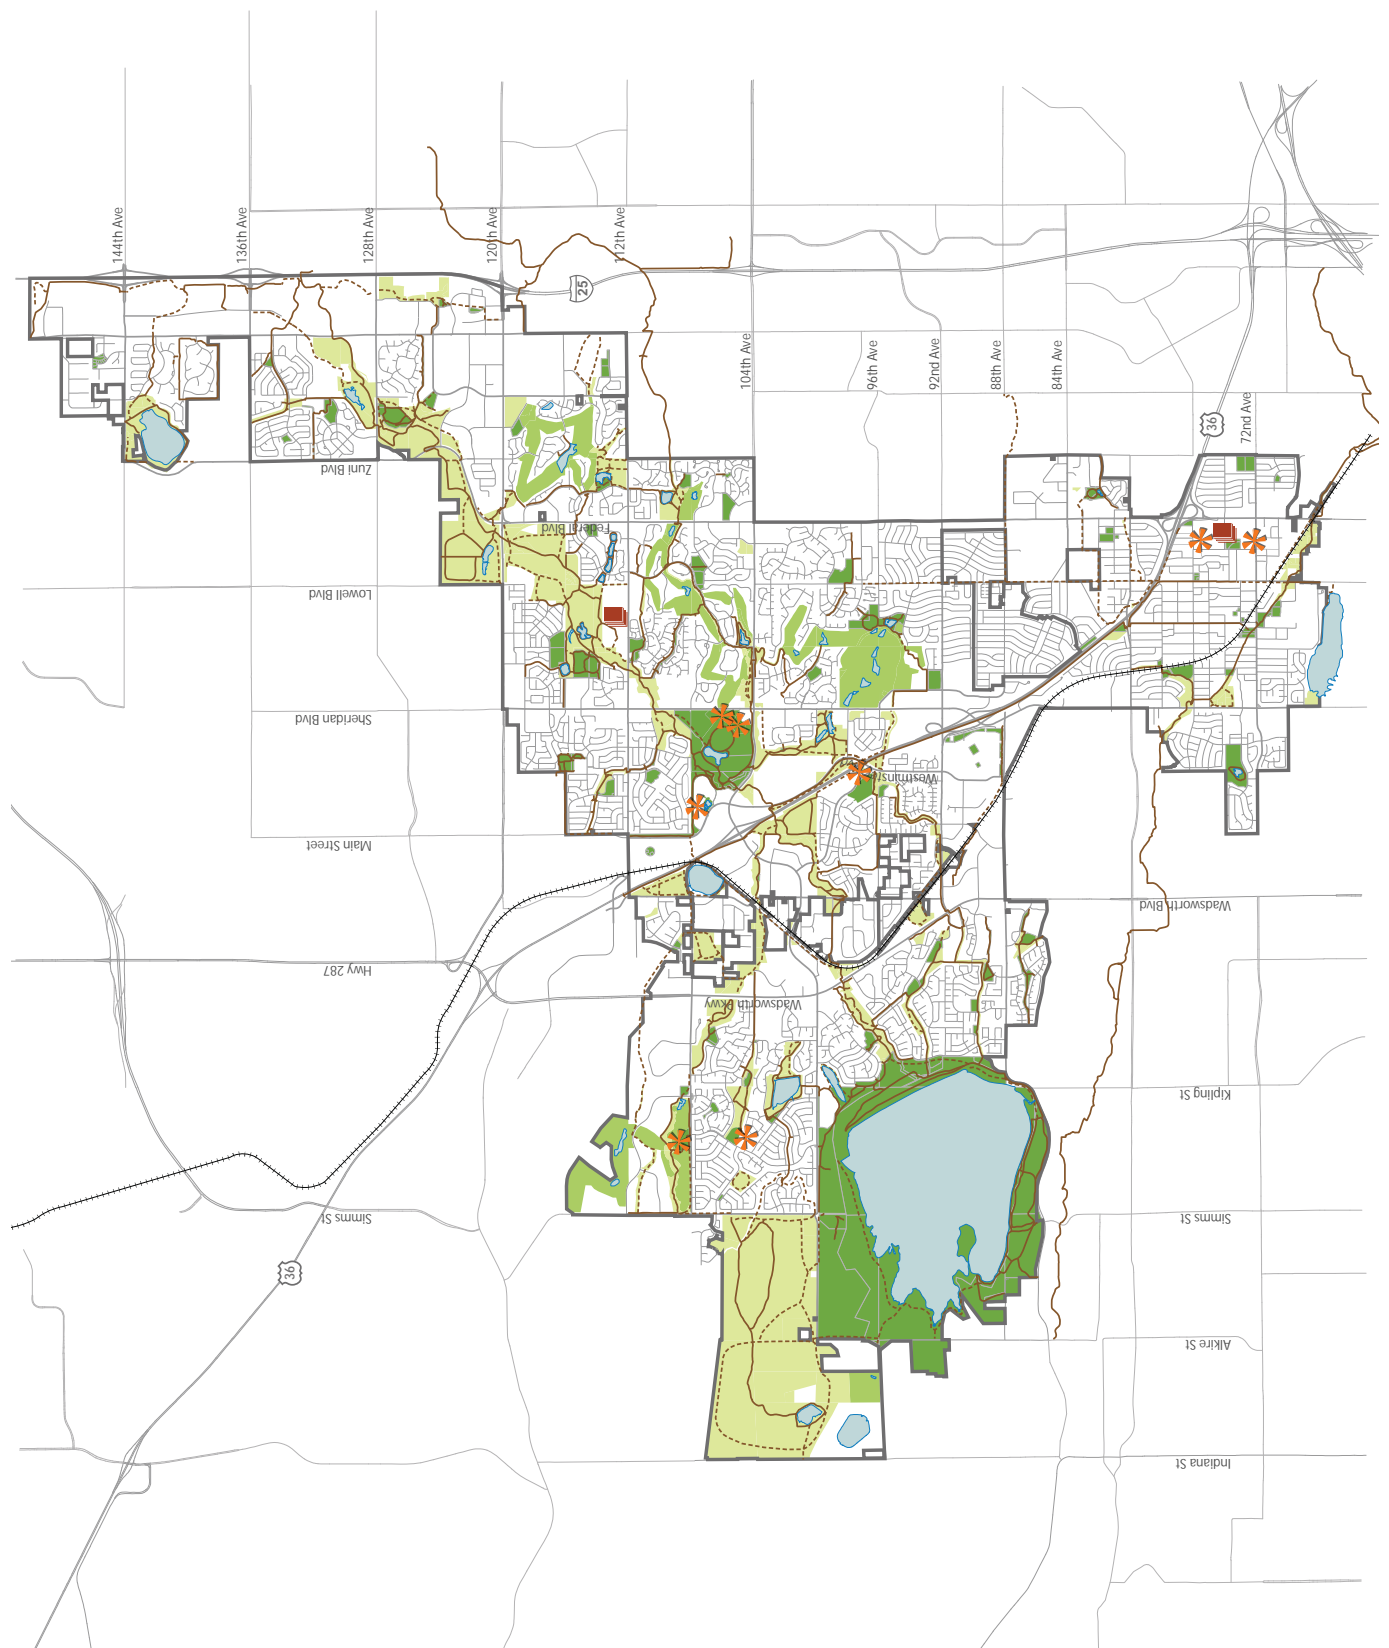 144th Ave
136th Ave
128th Ave
120th Ave
112th Ave
25
104th Ave
96th Ave
92nd Ave
88th Ave
84th Ave
36
72nd Ave
Zuni Blvd
Federal Blvd
Lowell Blvd
Sheridan Blvd
Westminster
Main Street
Wadsworth Blvd
Hwy 287
Wadsworth Pkwy
Kipling St
Simms St
Simms St
36
Alkire St
Indiana St